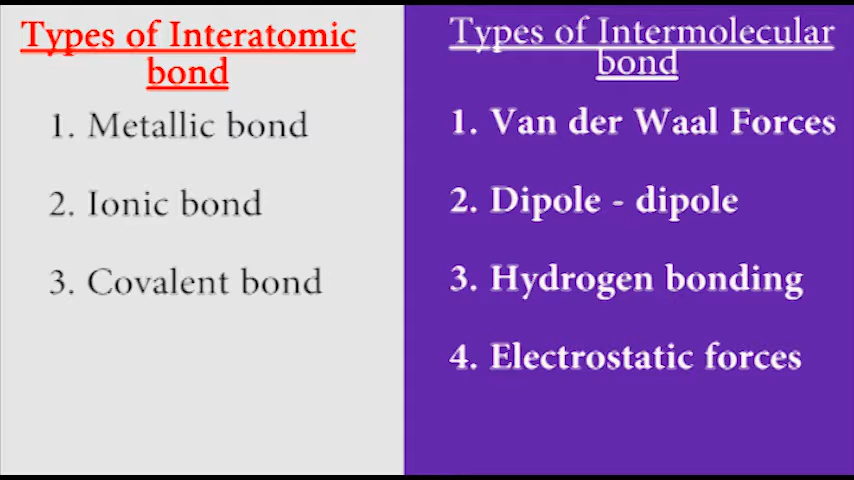 Types of Interatomic
bond
1. Metallic bond
2. Ionic bond
3. Covalent bond
Types of Intermolecular
bond
1. Van der Waal Forces
2. Dipole - dipole
3. Hydrogen bonding
4. Electrostatic forces